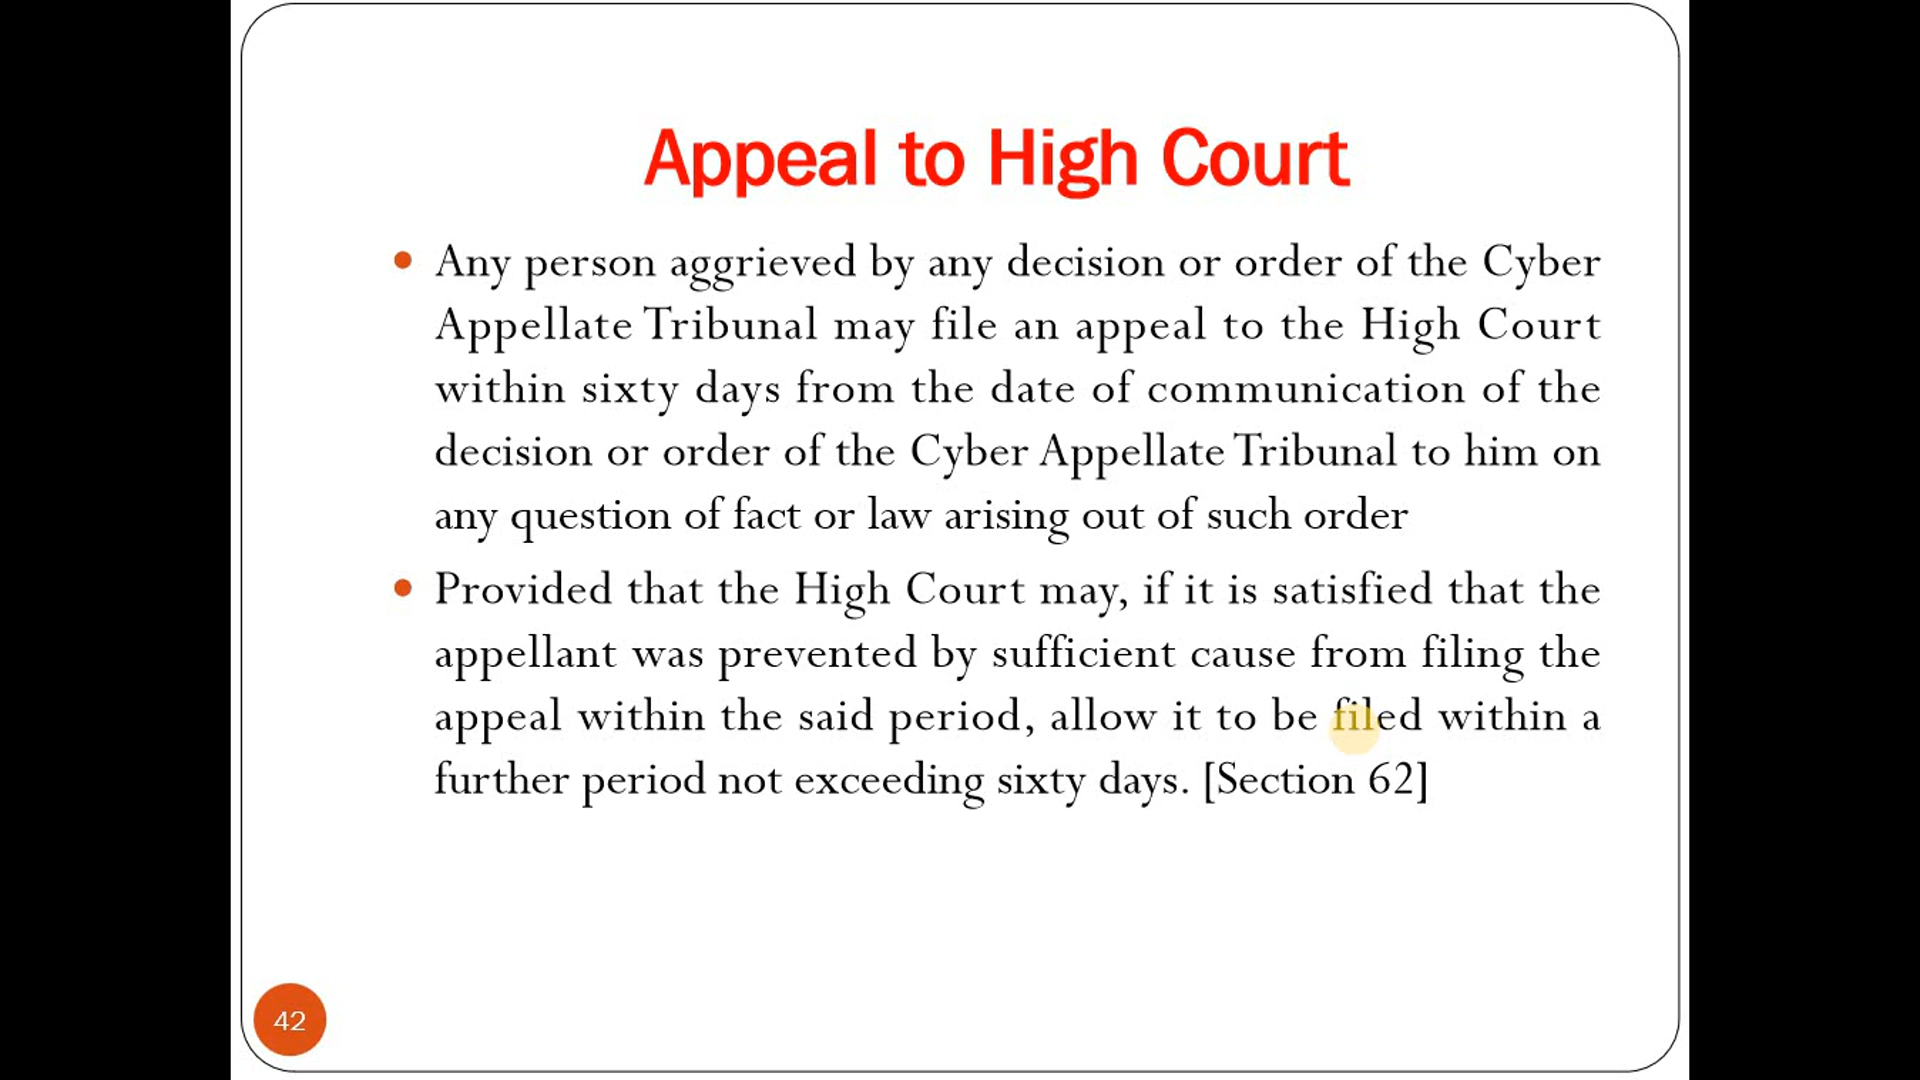 Appeal to High Court
• Any person aggrieved by any decision or order of the Cyber
Appellate Tribunal may file an appeal to the High Court
within sixty days from the date of communication of the
decision or order of the Cyber Appellate Tribunal to him on
any question of fact or law arising out of such order
• Provided that the High Court may, if it is satisfied that the
appellant was prevented by sufficient cause from filing the
appeal within the said period, allow it to be filed within a
further period not exceeding sixty days. [Section 62]
42